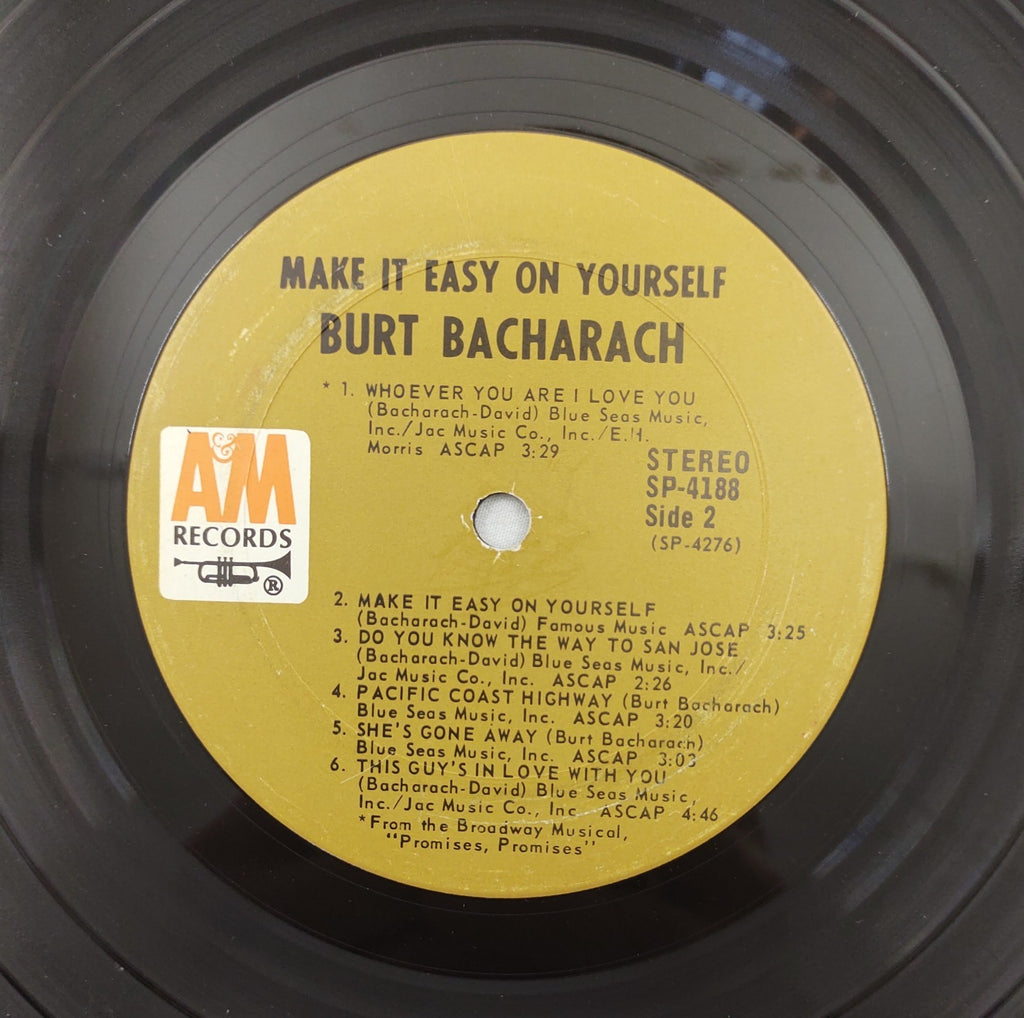 MAKE IT EASY ON YOURSELF
BURT BACHARACH
* 1. WHOEVER YOU ARE I LOVE YOU
(Bacharach-David) Blue Seas Music,
Inc./Jac Music Co., Inc./E.H.
Morris ASCAP 3:29
STEREO
SP-4188
Side 2
(SP-4276)
A&M
RECORDS
®
2. MAKE IT EASY ON YOURSELF
(Bacharach-David) Famous Music ASCAP 3:25
3. DO YOU KNOW THE WAY TO SAN JOSE
(Bacharach-David) Blue Seas Music, Inc./
Jac Music Co., Inc. ASCAP 2:26
4. PACIFIC COAST HIGHWAY (Burt Bacharach)
Blue Seas Music, Inc. ASCAP 3:20
5. SHE'S GONE AWAY (Burt Bacharach)
Blue Seas Music, Inc. ASCAP 3:03
6. THIS GUY'S IN LOVE WITH YOU
(Bacharach-David) Blue Seas Music,
Inc./Jac Music Co., Inc ASCAP 4:46
*From the Broadway Musical,
"Promises, Promises"